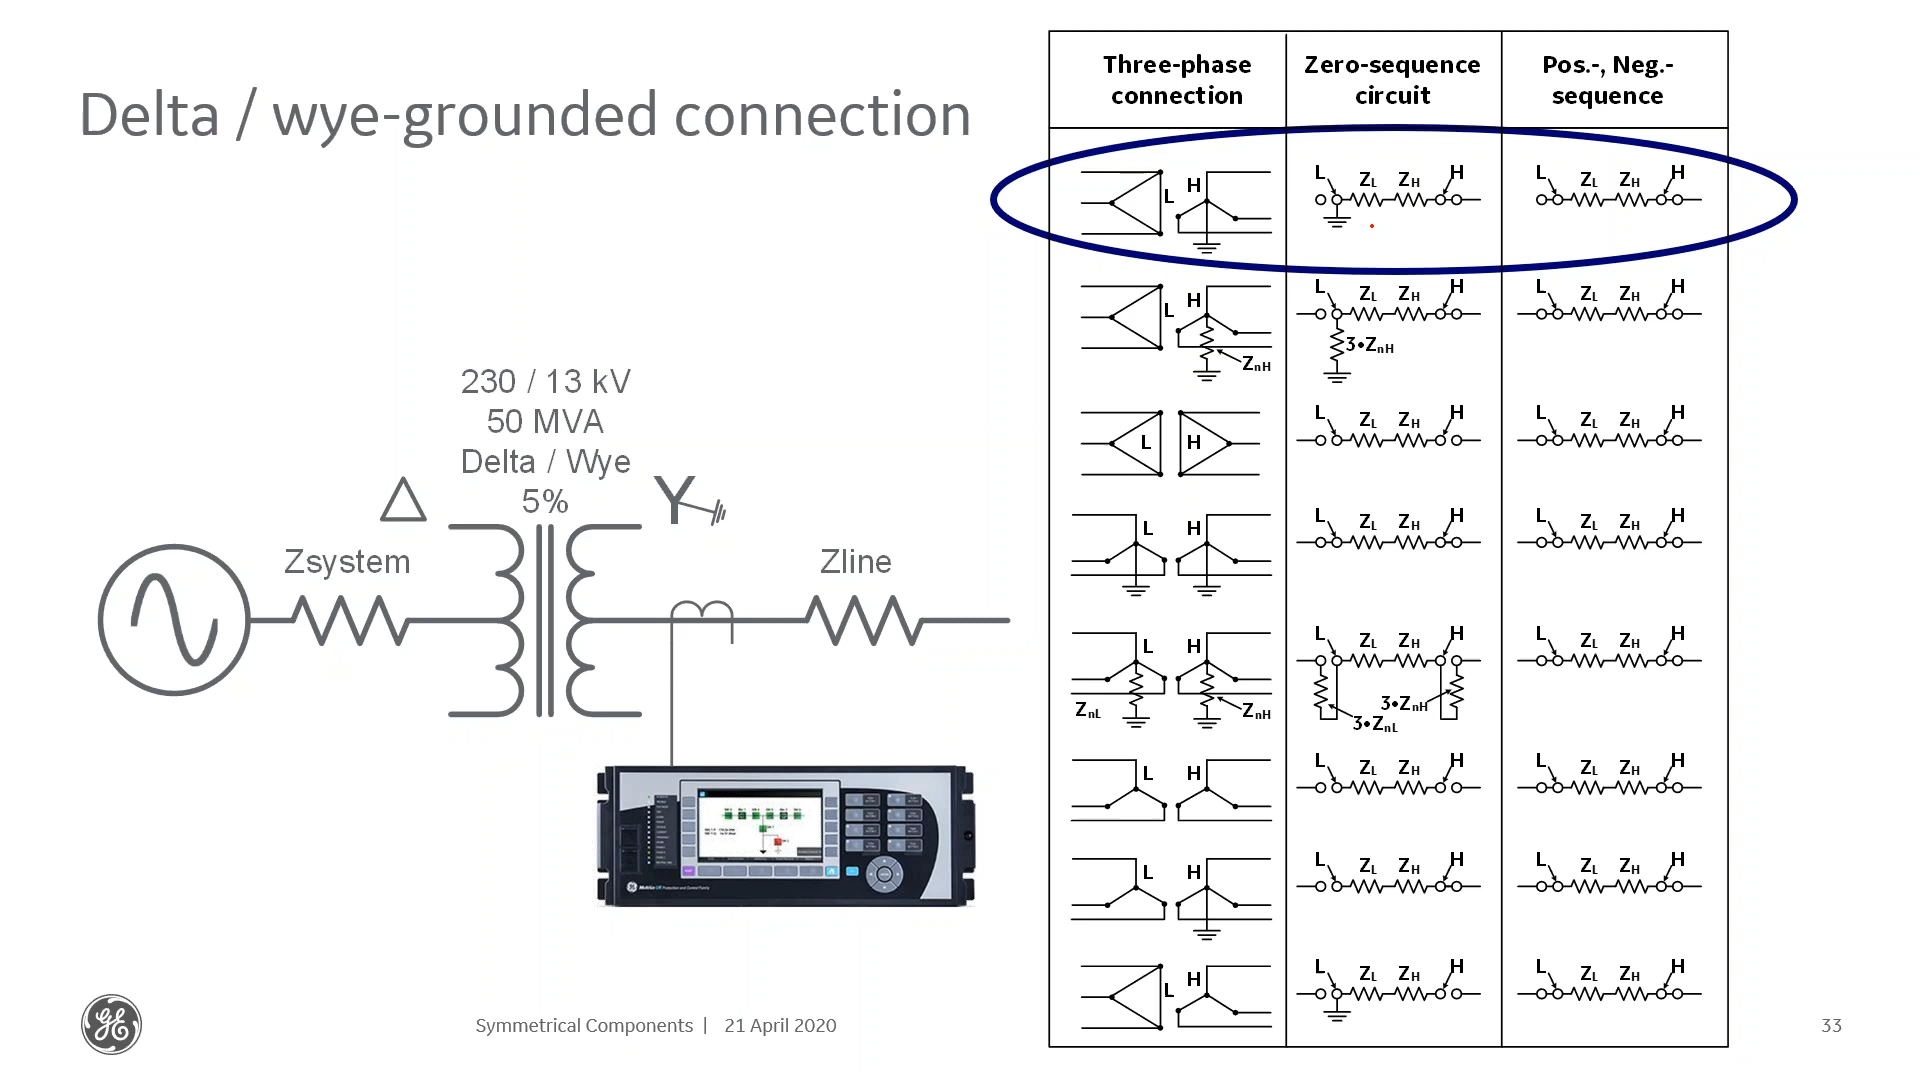 Delta / wye-grounded connection
230 / 13 kV
50 MVA
Delta / Wye
5%
Y
Zsystem
Zline
Symmetrical Components | 21 April 2020
33
Three-phase connection
Zero-sequence circuit
Pos.-, Neg.- sequence
L H
L ZL ZH H
L ZL ZH H
L H
ZnH
L ZL ZH H
3•ZnH
L ZL ZH H
L H
L ZL ZH H
L ZL ZH H
L H
L ZL ZH H
L ZL ZH H
L H
ZnL ZnH
L ZL ZH H
3•ZnH
3•ZnL
L ZL ZH H
L H
L ZL ZH H
L ZL ZH H
L H
L ZL ZH H
L ZL ZH H
L H
L ZL ZH H
L ZL ZH H